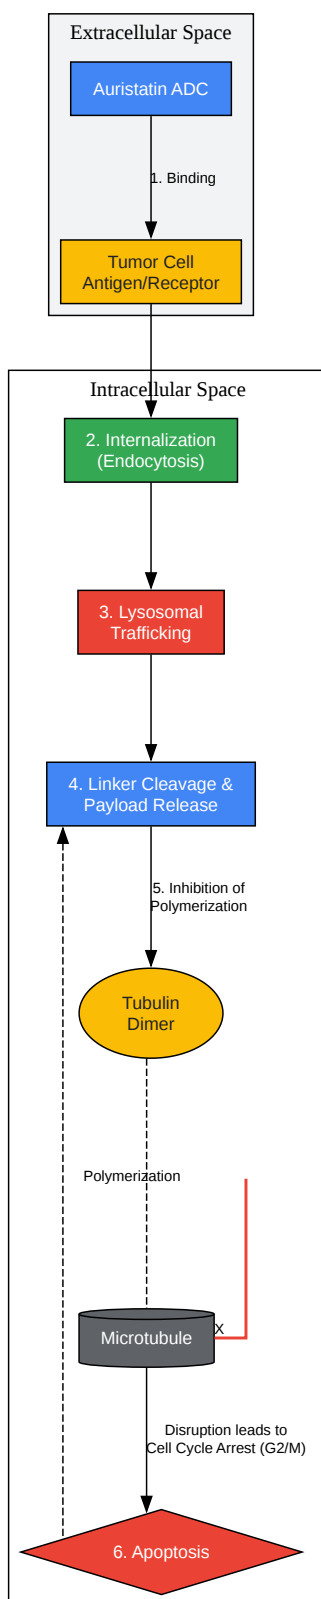 Extracellular Space
Auristatin ADC
1. Binding
Tumor Cell
Antigen/Receptor
Intracellular Space
2. Internalization
(Endocytosis)
3. Lysosomal
Trafficking
4. Linker Cleavage &
Payload Release
5. Inhibition of
Polymerization
Tubulin
Dimer
Polymerization
X
Microtubule
Disruption leads to
Cell Cycle Arrest (G2/M)
6. Apoptosis